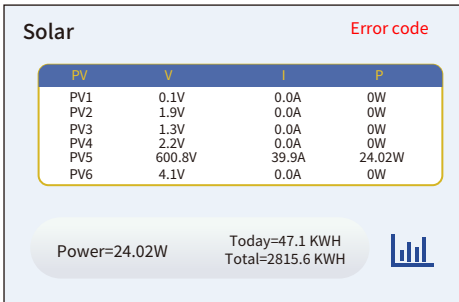 Solar
Error code
PV V I P
PV1 0.1V 0.0A 0W
PV2 1.9V 0.0A 0W
PV3 1.3V 0.0A 0W
PV4 2.2V 0.0A 0W
PV5 600.8V 39.9A 24.02W
PV6 4.1V 0.0A 0W
Power=24.02W
Today=47.1 KWH
Total=2815.6 KWH